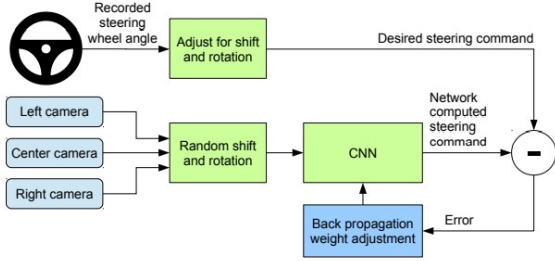 Recorded
steering
wheel angle
Adjust for shift
and rotation
Desired steering command
Left camera
Center camera
Right camera
Random shift
and rotation
CNN
Network
computed
steering
command
-
Back propagation
weight adjustment
Error